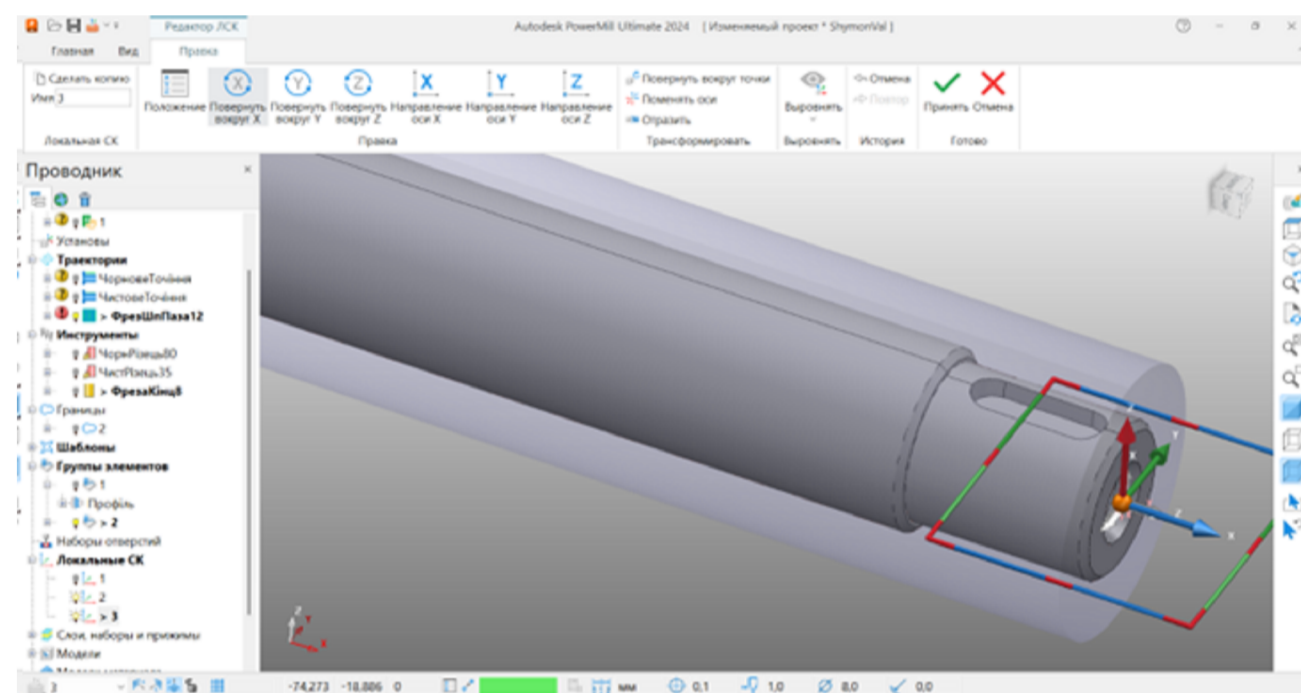 Редактор ЛСК
Autodesk PowerMill Ultimate 2024 [ Изменяемый проект * ShymonVal ]
Главная Вид Правка
Сделать копию
Имя 3
Локальная СК
Положение
Повернуть вокруг X
Повернуть вокруг Y
Повернуть вокруг Z
X Направление оси X
Y Направление оси Y
Z Направление оси Z
Правка
Повернуть вокруг точки
Поменять оси
Отразить
Трансформировать
Выровнять
Выровнять
Отмена
Повтор
История
Принять Отмена
Готово
Проводник
1
Установы
Траектории
ЧорновеТочіння
ЧистовеТочіння
> ФрезШпПаза12
Инструменты
ЧорнРізець80
ЧистРізець35
> ФрезаКінц8
Границы
2
Шаблоны
Группы элементов
1
Профіль
> 2
Наборы отверстий
Локальные СК
1
2
> 3
Слои, наборы и прижимы
Модели
Z
Y
X
3 -74,273 -18,886 0 мм 0,1 1,0 8,0 0,0